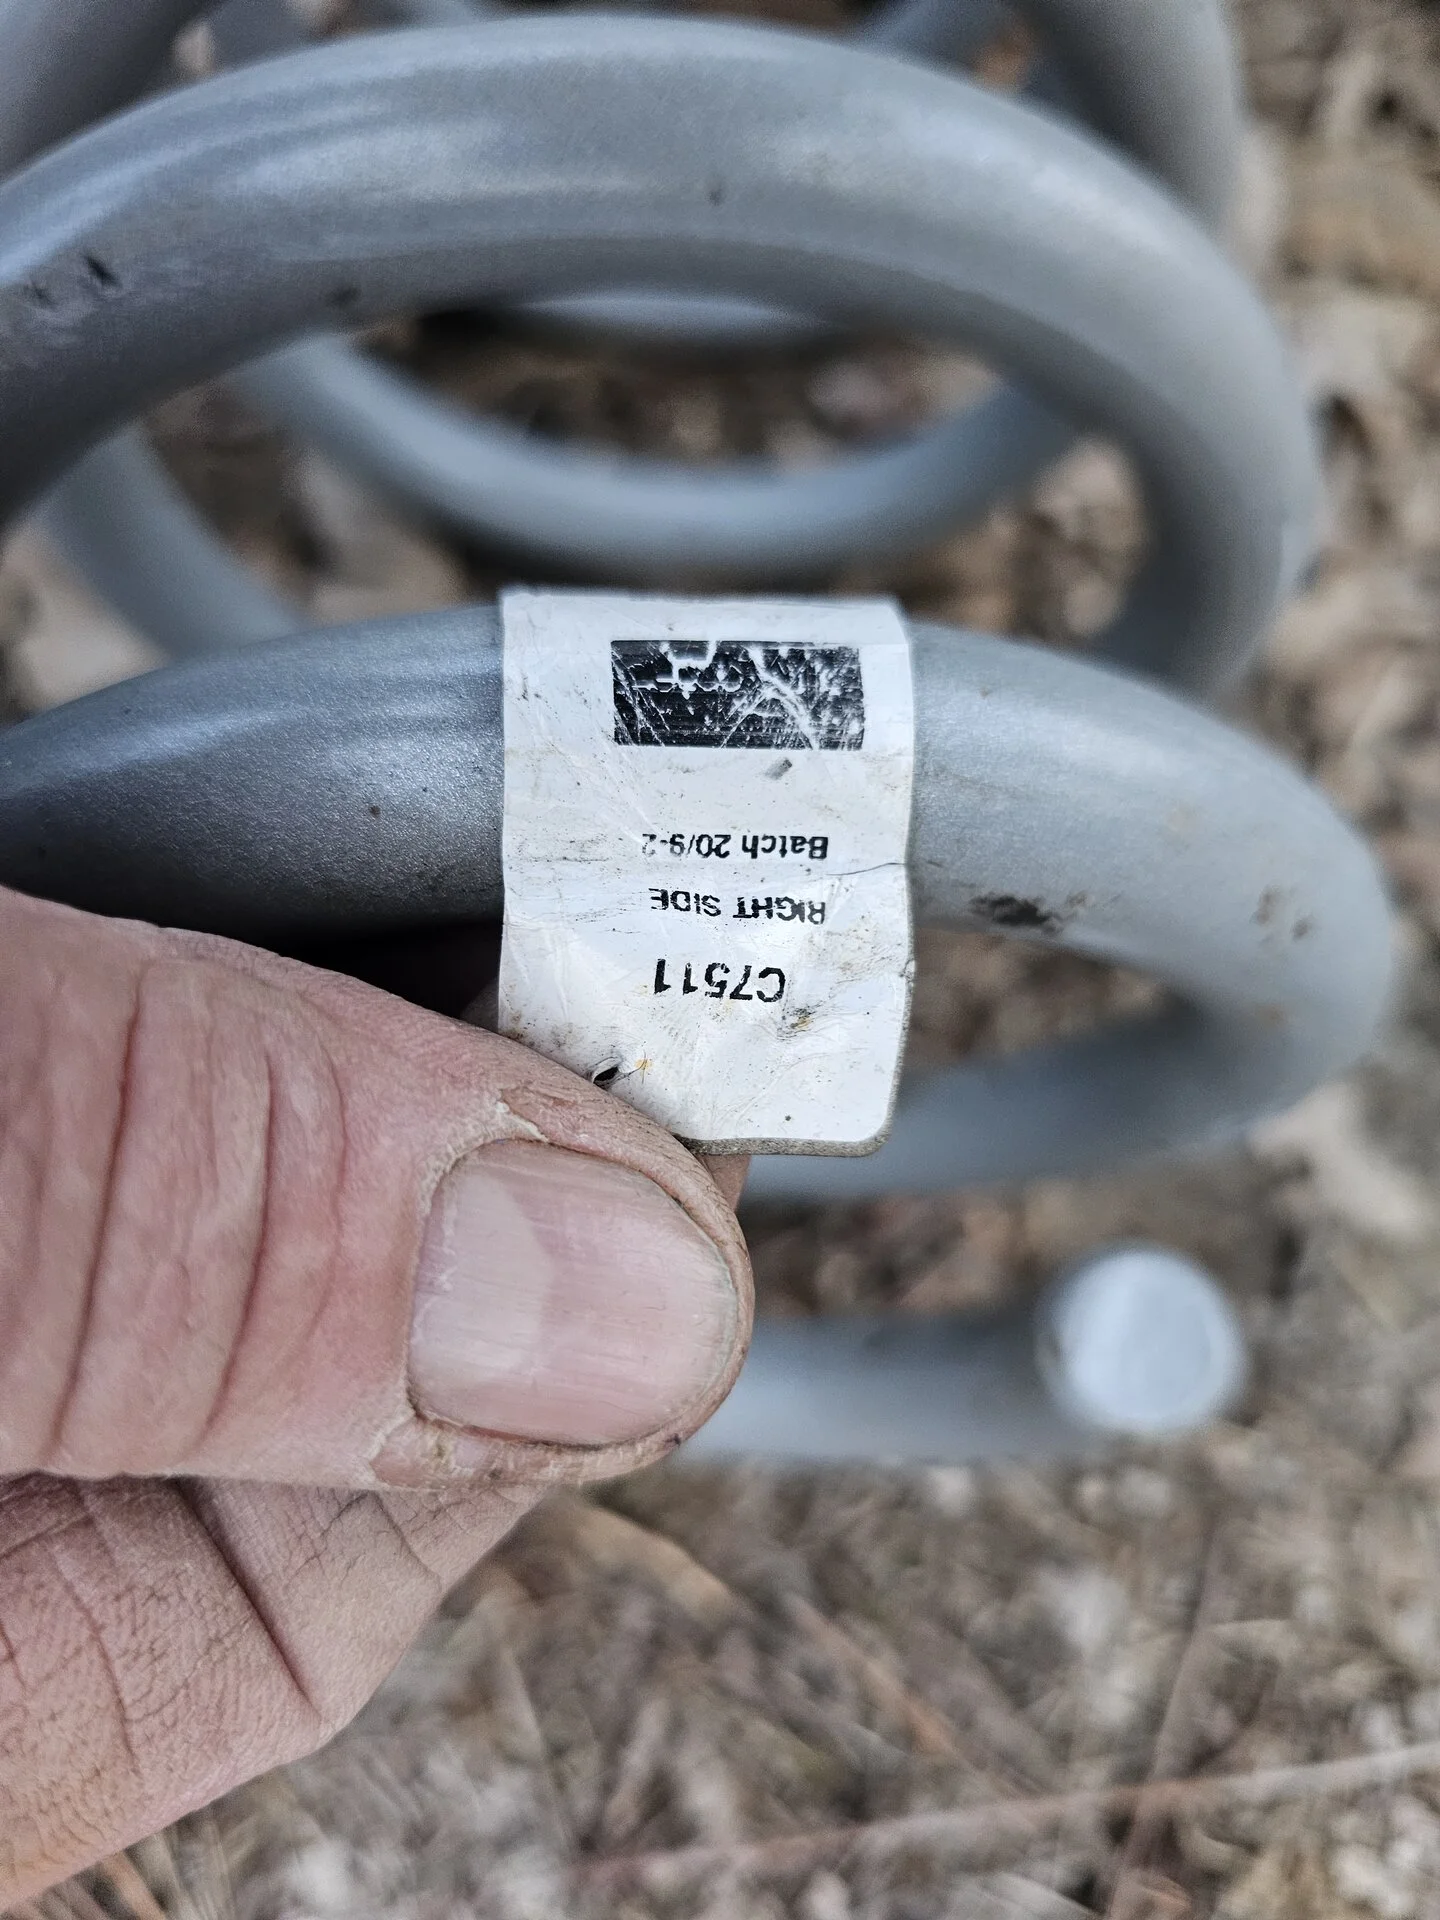 C7511
RIGHT SIDE
Batch 20/9-2